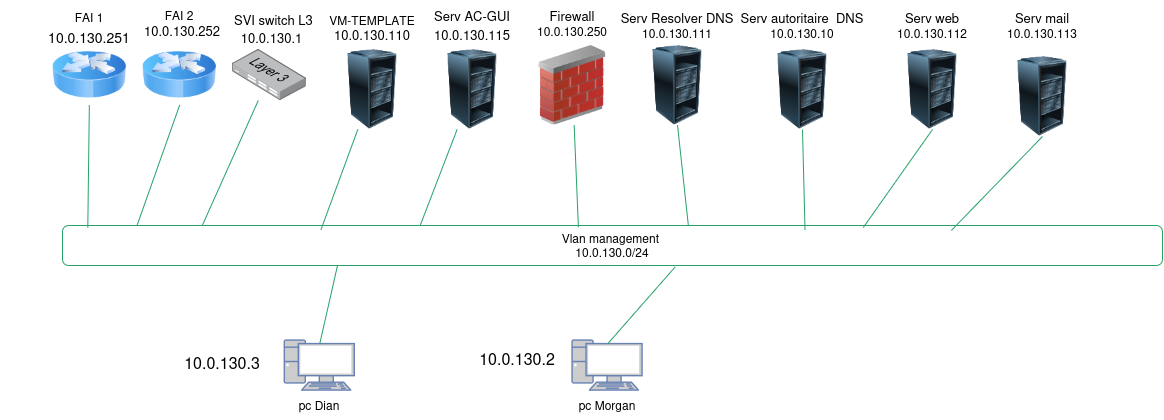 FAI 1
10.0.130.251
FAI 2
10.0.130.252
SVI switch L3
10.0.130.1
Layer 3
VM-TEMPLATE
10.0.130.110
Serv AC-GUI
10.0.130.115
Firewall
10.0.130.250
Serv Resolver DNS
10.0.130.111
Serv autoritaire DNS
10.0.130.10
Serv web
10.0.130.112
Serv mail
10.0.130.113
Vlan management
10.0.130.0/24
10.0.130.3
pc Dian
10.0.130.2
pc Morgan